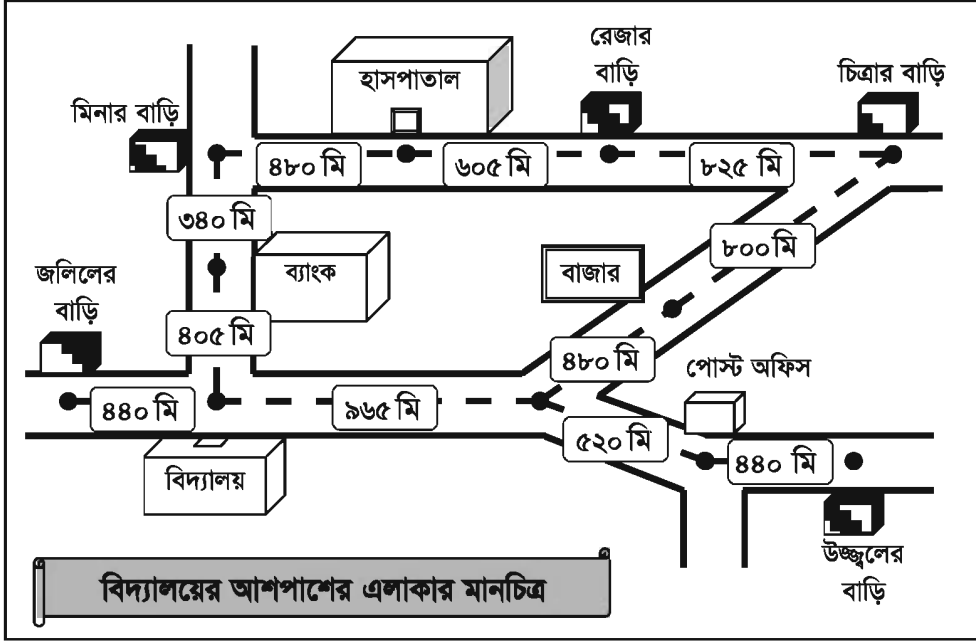 রেজার
বাড়ি
হাসপাতাল
চিত্রার বাড়ি
মিনার বাড়ি
৪৮০ মি
৬০৫ মি
৮২৫ মি
৩৪০ মি
৮০০ মি
জলিলের
বাড়ি
ব্যাংক
বাজার
৪০৫ মি
৪৮০ মি
পোস্ট অফিস
৪৪০ মি
৯৬৫ মি
৫২০ মি
৪৪০ মি
বিদ্যালয়
উজ্জ্বলের
বাড়ি
বিদ্যালয়ের আশপাশের এলাকার মানচিত্র